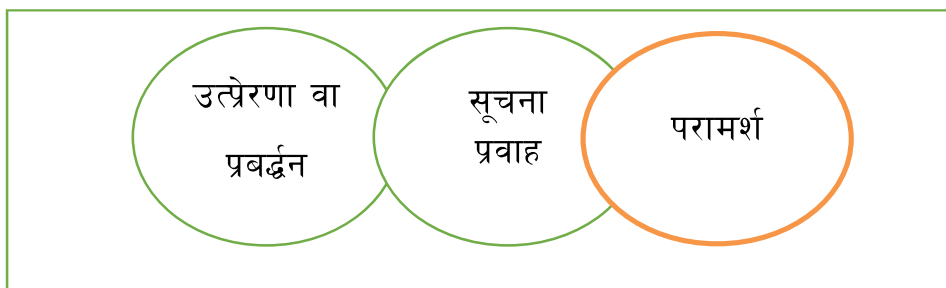 उत्प्रेरणा वा
प्रबर्द्धन
सूचना
प्रवाह
परामर्श